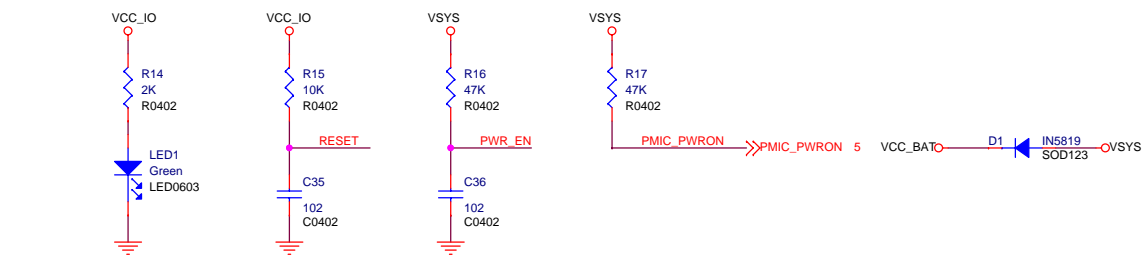 VCC_IO
R14
2K
R0402
LED1
Green
LED0603
VCC_IO
R15
10K
R0402
RESET
C35
102
C0402
VSYS
R16
47K
R0402
PWR_EN
C36
102
C0402
VSYS
R17
47K
R0402
PMIC_PWRON
PMIC_PWRON 5
VCC_BAT
D1
IN5819
SOD123
VSYS